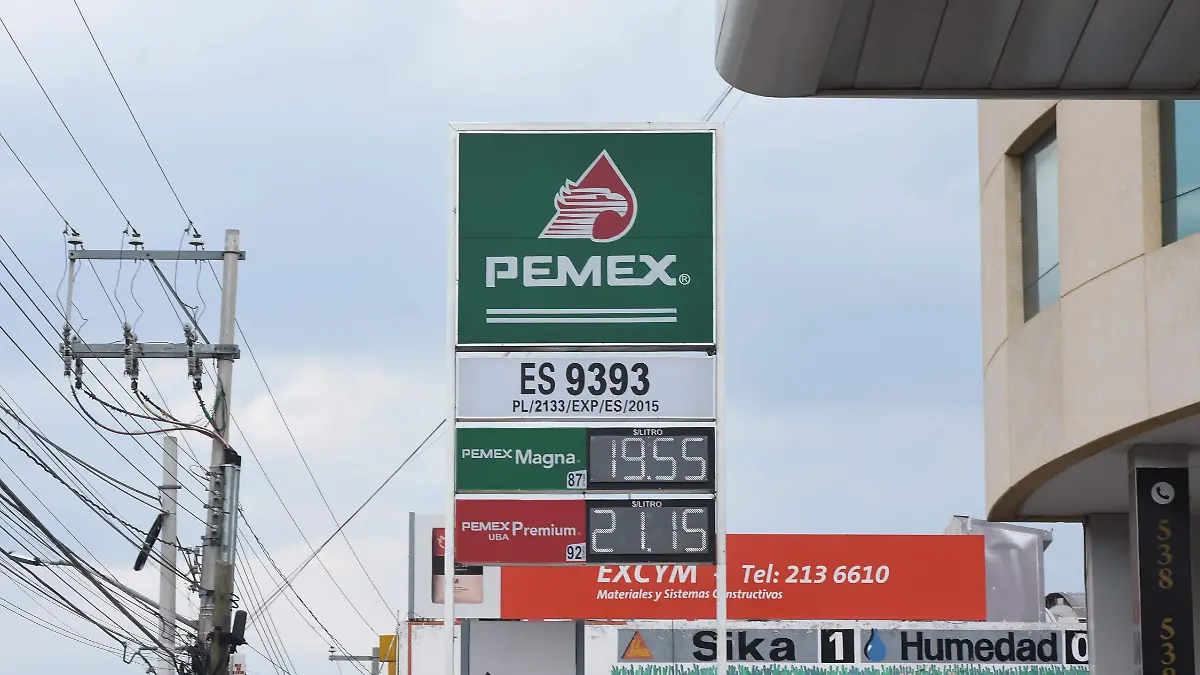 PEMEX®
ES 9393
PL/2133/EXP/ES/2015
PEMEX Magna
87
$/LITRO
19.55
PEMEX Premium
UBA
92
$/LITRO
21.15
EXCYM
Tel: 213 6610
Materiales y Sistemas
Sika 1 Humedad 0
538